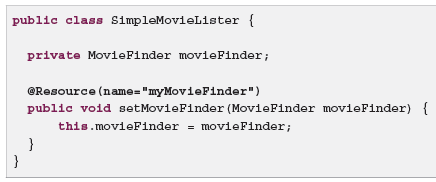 public class SimpleMovieLister {
private MovieFinder movieFinder;
@Resource(name="myMovieFinder")
public void setMovieFinder(MovieFinder movieFinder) {
this.movieFinder = movieFinder;
}
}